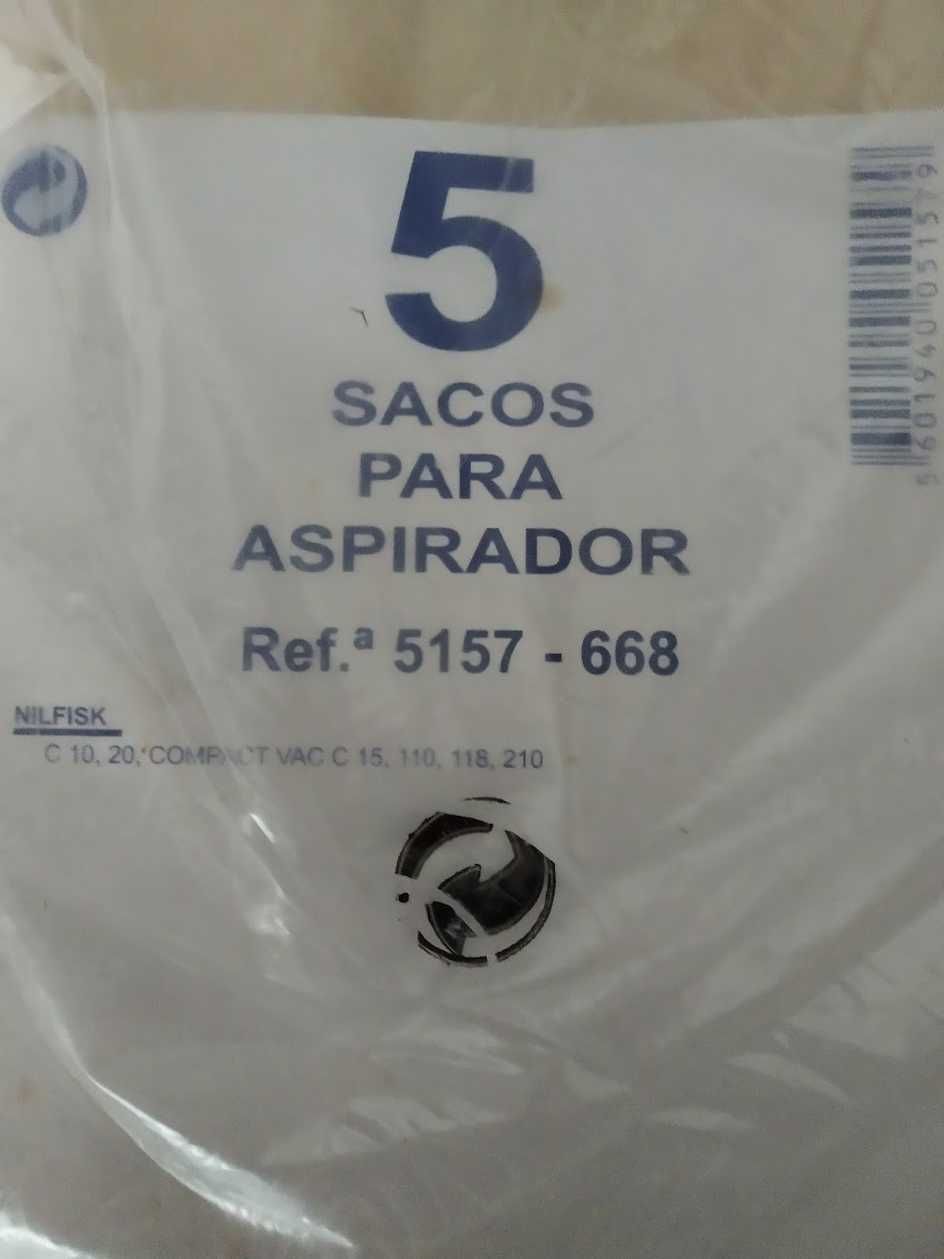 5
SACOS
PARA
ASPIRADOR
Ref.ª 5157 - 668
NILFISK
C 10, 20, COMPACT VAC C 15, 110, 118, 210
5 601940 051579